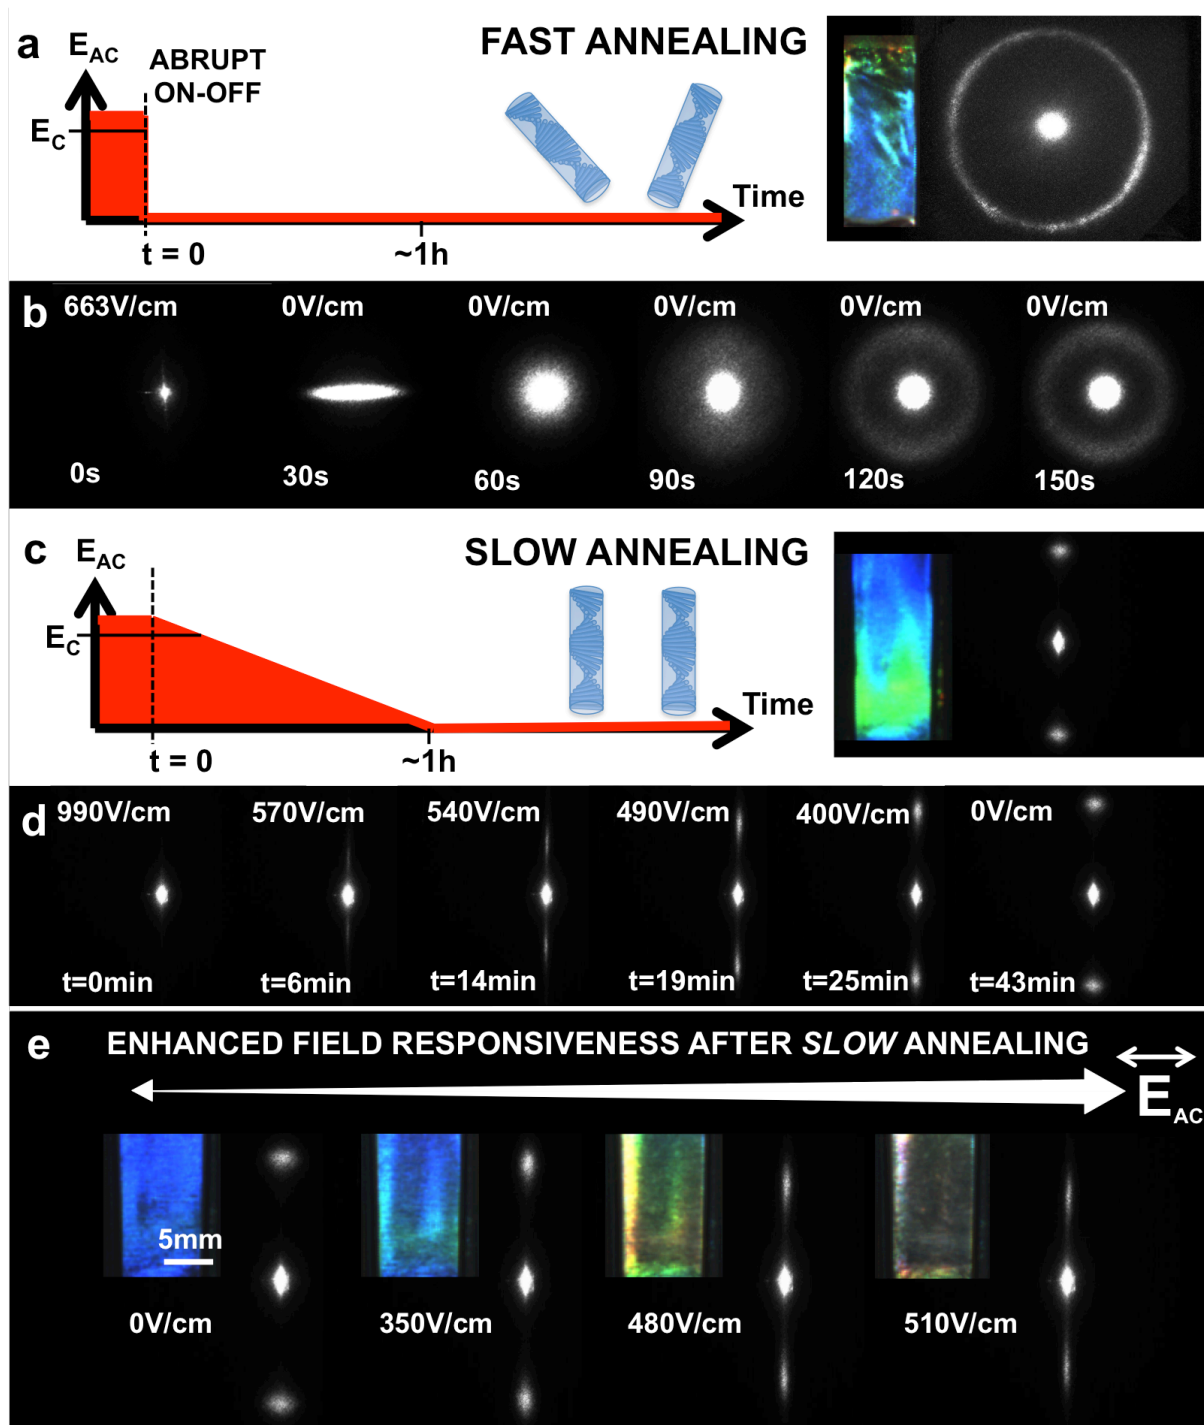 a
E_AC
ABRUPT
ON-OFF
FAST ANNEALING
E_C
Time
t = 0
~1h
b
663V/cm
0V/cm
0V/cm
0V/cm
0V/cm
0V/cm
0s
30s
60s
90s
120s
150s
c
E_AC
SLOW ANNEALING
E_C
Time
t = 0
~1h
d
990V/cm
570V/cm
540V/cm
490V/cm
400V/cm
0V/cm
t=0min
t=6min
t=14min
t=19min
t=25min
t=43min
e
ENHANCED FIELD RESPONSIVENESS AFTER SLOW ANNEALING
E_AC
5mm
0V/cm
350V/cm
480V/cm
510V/cm